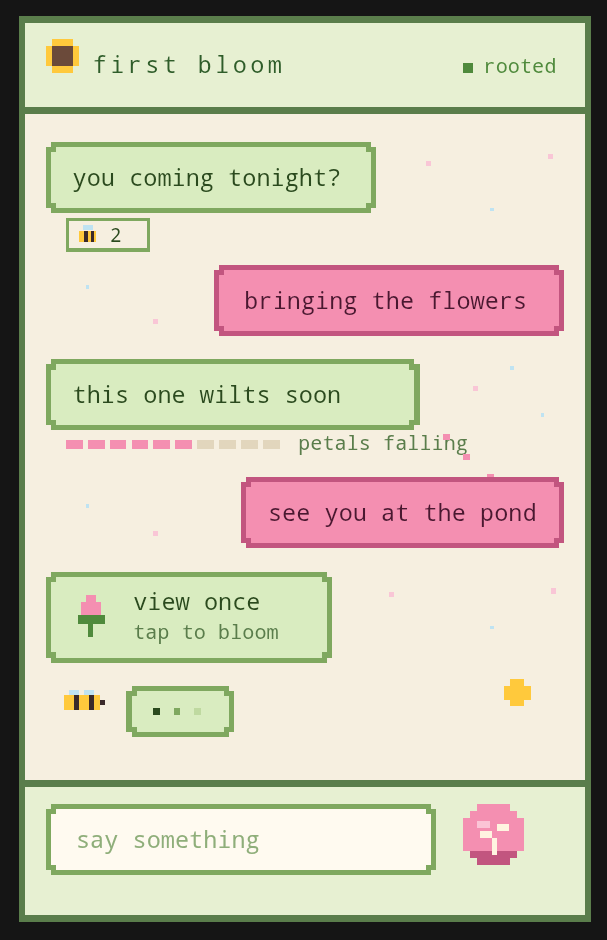 first bloom
rooted
you coming tonight?
2
bringing the flowers
this one wilts soon
petals falling
see you at the pond
view once
tap to bloom
say something